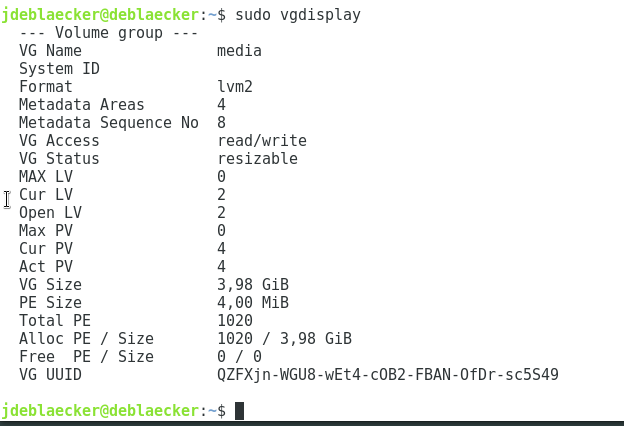 jdeblaecker@deblaecker:~$ sudo vgdisplay
--- Volume group ---
VG Name media
System ID
Format lvm2
Metadata Areas 4
Metadata Sequence No 8
VG Access read/write
VG Status resizable
MAX LV 0
Cur LV 2
Open LV 2
Max PV 0
Cur PV 4
Act PV 4
VG Size 3,98 GiB
PE Size 4,00 MiB
Total PE 1020
Alloc PE / Size 1020 / 3,98 GiB
Free PE / Size 0 / 0
VG UUID QZFXjn-WGU8-wEt4-cOB2-FBAN-OfDr-sc5S49
jdeblaecker@deblaecker:~$